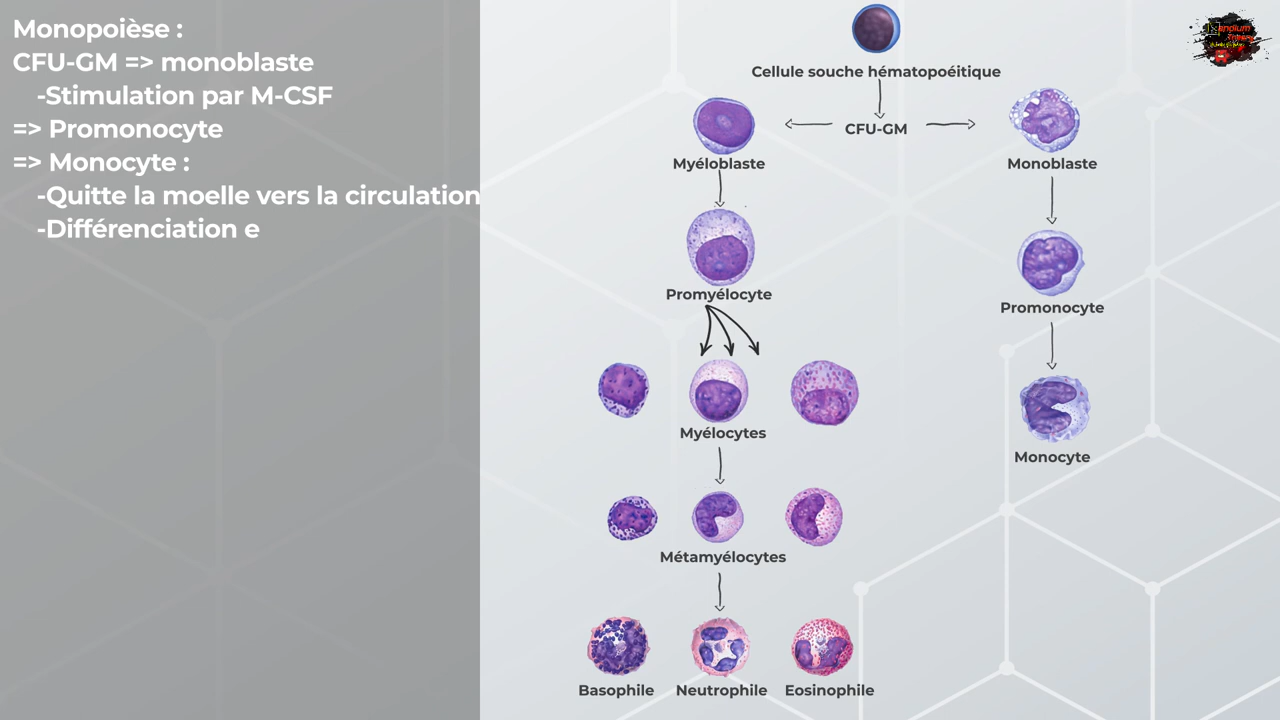 Monopoïèse :
CFU-GM => monoblaste
-Stimulation par M-CSF
=> Promonocyte
=> Monocyte :
-Quitte la moelle vers la circulation
-Différenciation e
Cellule souche hématopoéitique
CFU-GM
Myéloblaste
Monoblaste
Promyélocyte
Promonocyte
Myélocytes
Monocyte
Métamyélocytes
Basophile
Neutrophile
Eosinophile